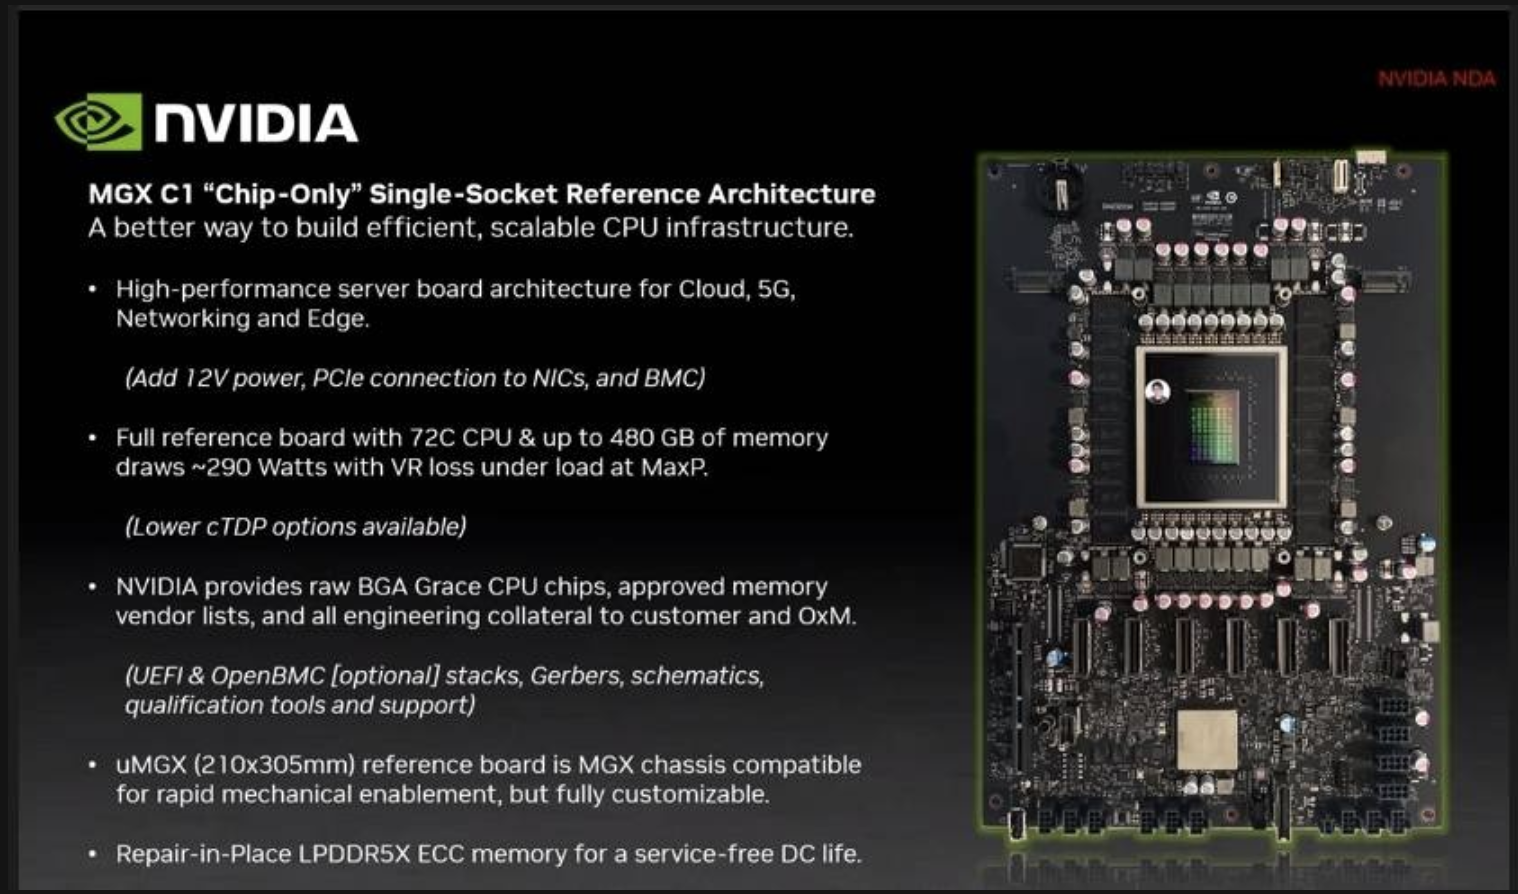 NVIDIA NDA
NVIDIA
MGX C1 “Chip-Only” Single-Socket Reference Architecture
A better way to build efficient, scalable CPU infrastructure.
• High-performance server board architecture for Cloud, 5G,
Networking and Edge.
(Add 12V power, PCIe connection to NICs, and BMC)
• Full reference board with 72C CPU & up to 480 GB of memory
draws ~290 Watts with VR loss under load at MaxP.
(Lower cTDP options available)
• NVIDIA provides raw BGA Grace CPU chips, approved memory
vendor lists, and all engineering collateral to customer and OxM.
(UEFI & OpenBMC [optional] stacks, Gerbers, schematics,
qualification tools and support)
• uMGX (210x305mm) reference board is MGX chassis compatible
for rapid mechanical enablement, but fully customizable.
• Repair-in-Place LPDDR5X ECC memory for a service-free DC life.